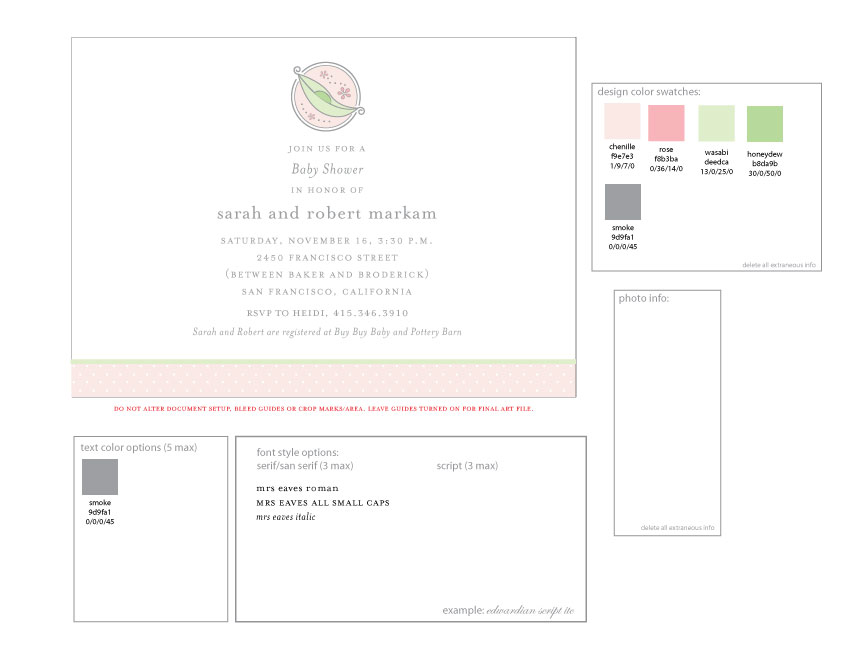 JOIN US FOR A
Baby Shower
IN HONOR OF
sarah and robert markam
SATURDAY, NOVEMBER 16, 3:30 P.M.
2450 FRANCISCO STREET
(BETWEEN BAKER AND BRODERICK)
SAN FRANCISCO, CALIFORNIA
RSVP TO HEIDI, 415.346.3910
Sarah and Robert are registered at Buy Buy Baby and Pottery Barn
DO NOT ALTER DOCUMENT SETUP, BLEED GUIDES OR CROP MARKS/AREA. LEAVE GUIDES TURNED ON FOR FINAL ART FILE.
design color swatches:
chenille
f9e7e3
1/9/7/0
rose
f8b3ba
0/36/14/0
wasabi
deedca
13/0/25/0
honeydew
b8da9b
30/0/50/0
smoke
9d9fa1
0/0/0/45
delete all extraneous info
photo info:
delete all extraneous info
text color options (5 max)
smoke
9d9fa1
0/0/0/45
font style options:
serif/san serif (3 max)
script (3 max)
mrs eaves roman
MRS EAVES ALL SMALL CAPS
mrs eaves italic
example: edwardian script itc